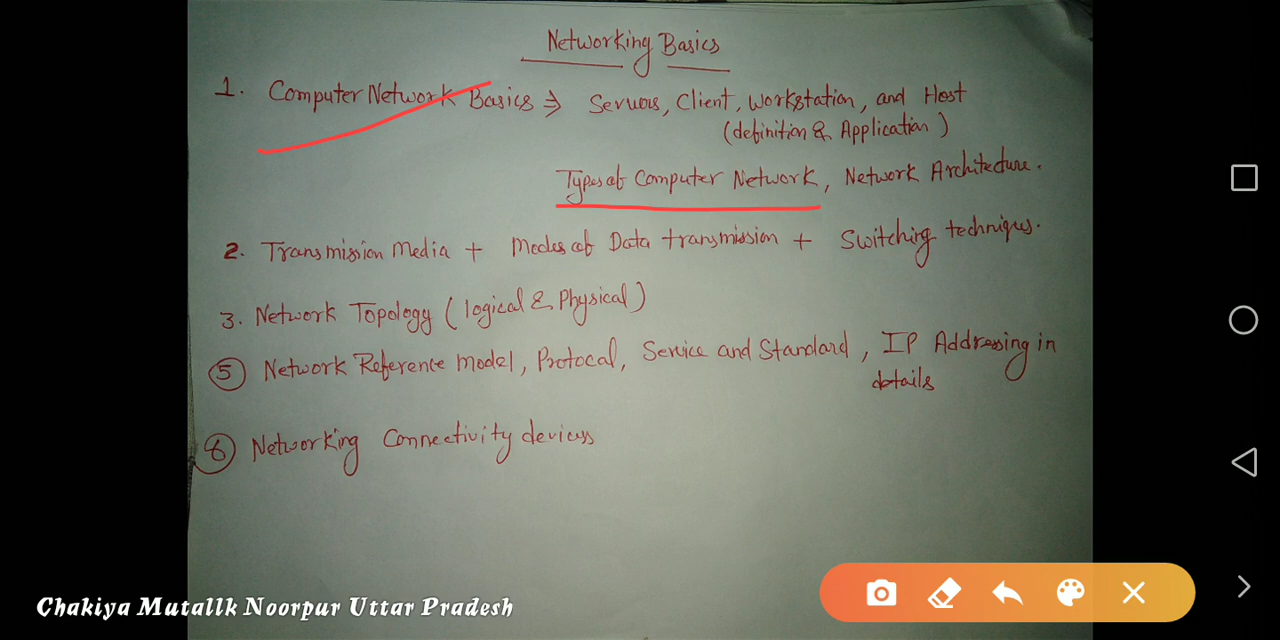 Networking Basics
1. Computer Network Basics ⇒ Servers, Client, Workstation, and Host
(definition & Application)
Types of Computer Network, Network Architecture.
2. Transmission Media + Modes of Data transmission + Switching techniques.
3. Network Topology (logical & Physical)
5 Network Reference model, Protocal, Service and Standard, IP Addressing in
details
6 Networking Connectivity devices
Chakiya Mutallk Noorpur Uttar Pradesh